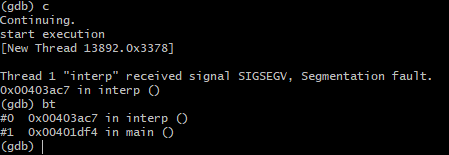 (gdb) c
Continuing.
start execution
[New Thread 13892.0x3378]

Thread 1 "interp" received signal SIGSEGV, Segmentation fault.
0x00403ac7 in interp ()
(gdb) bt
#0  0x00403ac7 in interp ()
#1  0x00401df4 in main ()
(gdb)